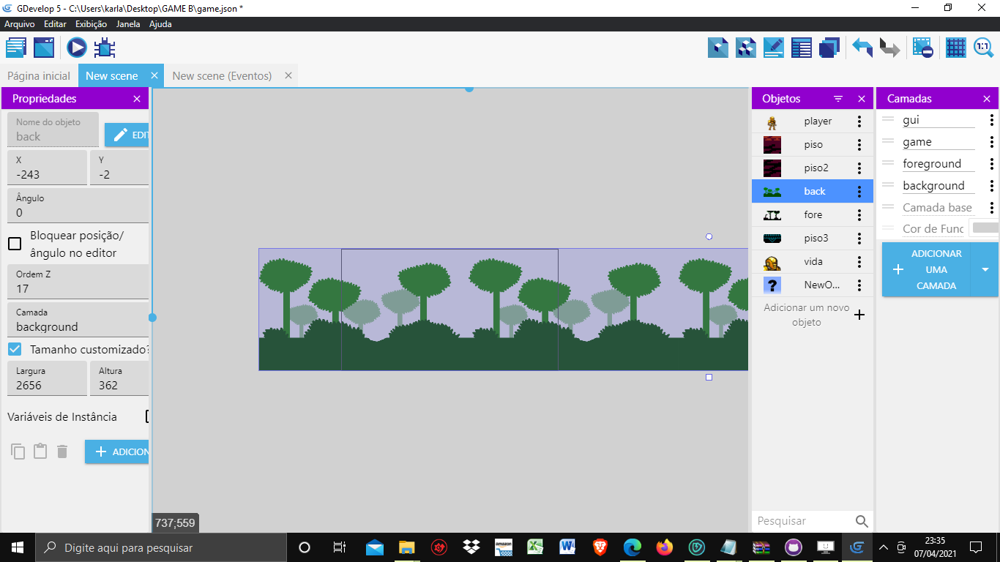 GDevelop 5 - C:\Users\karla\Desktop\GAME B\game.json *
Arquivo Editar Exibição Janela Ajuda
1:1
Página inicial New scene New scene (Eventos)
Propriedades
Nome do objeto
back
EDIT
X
-243
Y
-2
Ângulo
0
Bloquear posição/
ângulo no editor
Ordem Z
17
Camada
background
Tamanho customizado?
Largura
2656
Altura
362
Variáveis de Instância
ADICION
737;559
Objetos
player
piso
piso2
back
fore
piso3
vida
NewO...
Adicionar um novo
objeto
Pesquisar
Camadas
gui
game
foreground
background
Camada base
Cor de Func
ADICIONAR
UMA
CAMADA
Digite aqui para pesquisar
amazon
23:35
07/04/2021